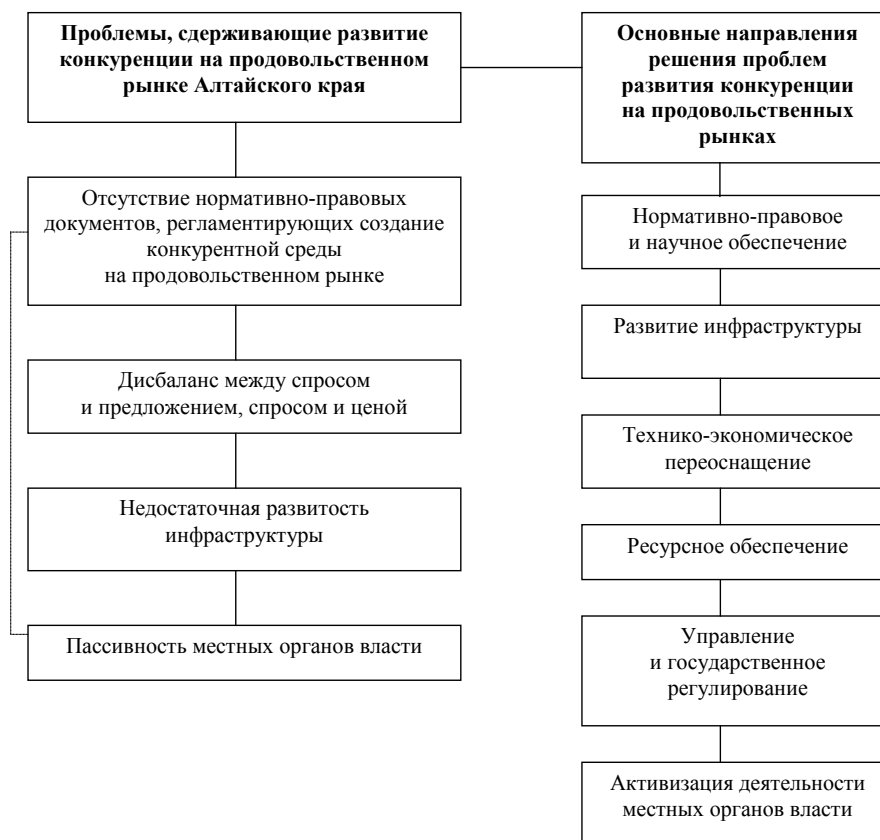 Проблемы, сдерживающие развитие
конкуренции на продовольственном
рынке Алтайского края
Отсутствие нормативно-правовых
документов, регламентирующих создание
конкурентной среды
на продовольственном рынке
Дисбаланс между спросом
и предложением, спросом и ценой
Недостаточная развитость
инфраструктуры
Пассивность местных органов власти
Основные направления
решения проблем
развития конкуренции
на продовольственных
рынках
Нормативно-правовое
и научное обеспечение
Развитие инфраструктуры
Технико-экономическое
переоснащение
Ресурсное обеспечение
Управление
и государственное
регулирование
Активизация деятельности
местных органов власти